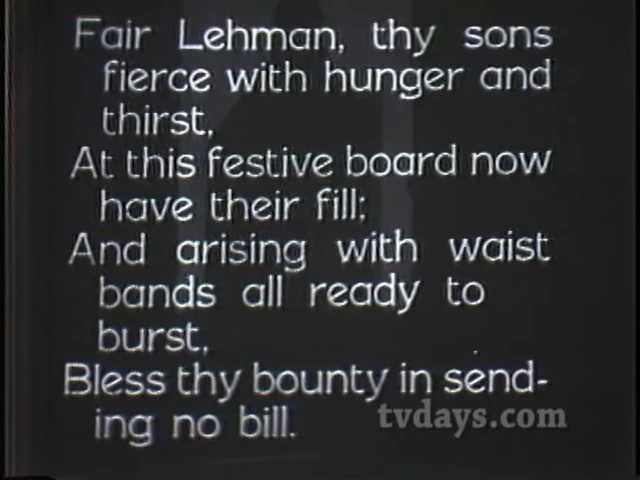 Fair Lehman, thy sons
fierce with hunger and
thirst,
At this festive board now
have their fill;
And arising with waist
bands all ready to
burst,
Bless thy bounty in send-
ing no bill.
tvdays.com